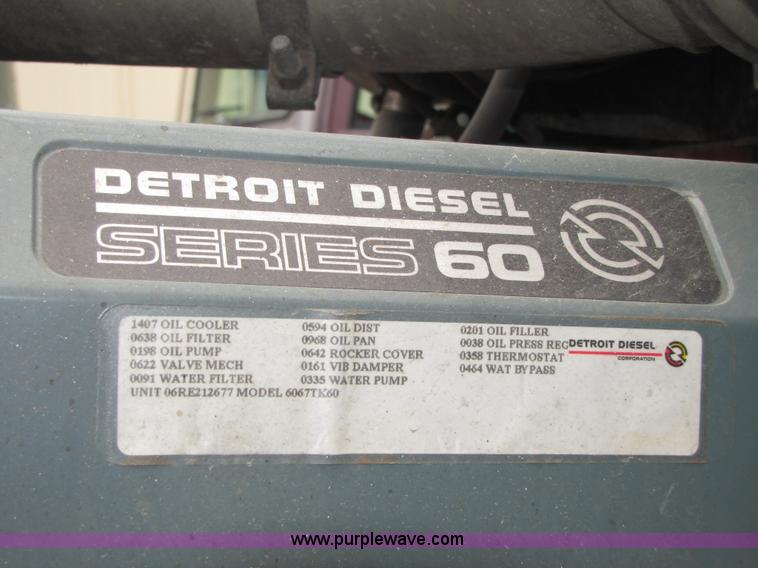 DETROIT DIESEL
SERIES 60
1407 OIL COOLER
0638 OIL FILTER
0198 OIL PUMP
0622 VALVE MECH
0091 WATER FILTER
UNIT 06RE212677 MODEL 6067TK60
0594 OIL DIST
0968 OIL PAN
0642 ROCKER COVER
0161 VIB DAMPER
0335 WATER PUMP
0201 OIL FILLER
0038 OIL PRESS REG
0358 THERMOSTAT
0464 WAT BYPASS
DETROIT DIESEL
CORPORATION
www.purplewave.com